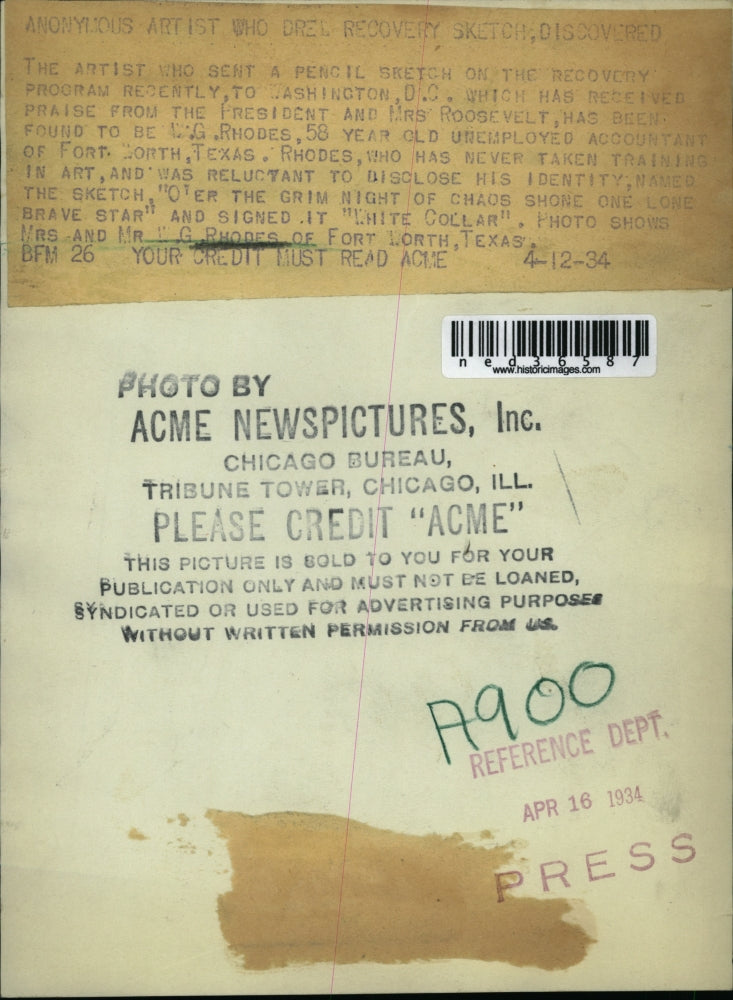 ANONYMOUS ARTIST WHO DREW RECOVERY SKETCH, DISCOVERED
THE ARTIST WHO SENT A PENCIL SKETCH ON THE RECOVERY
PROGRAM RECENTLY, TO WASHINGTON, D.C. WHICH HAS RECEIVED
PRAISE FROM THE PRESIDENT AND MRS ROOSEVELT, HAS BEEN
FOUND TO BE W.G. RHODES, 58 YEAR OLD UNEMPLOYED ACCOUNTANT
OF FORT WORTH, TEXAS. RHODES, WHO HAS NEVER TAKEN TRAINING
IN ART, AND WAS RELUCTANT TO DISCLOSE HIS IDENTITY, NAMED
THE SKETCH, "O'ER THE GRIM NIGHT OF CHAOS SHONE ONE LONE
BRAVE STAR" AND SIGNED IT "WHITE COLLAR". PHOTO SHOWS
MRS AND MR W.G RHODES OF FORT WORTH, TEXAS.
BFM 26 YOUR CREDIT MUST READ ACME 4-12-34
ned36587
www.historicimages.com
PHOTO BY
ACME NEWSPICTURES, Inc.
CHICAGO BUREAU,
TRIBUNE TOWER, CHICAGO, ILL.
PLEASE CREDIT "ACME"
THIS PICTURE IS SOLD TO YOU FOR YOUR
PUBLICATION ONLY AND MUST NOT BE LOANED,
SYNDICATED OR USED FOR ADVERTISING PURPOSES
WITHOUT WRITTEN PERMISSION FROM US.
A900
REFERENCE DEPT.
APR 16 1934
PRESS